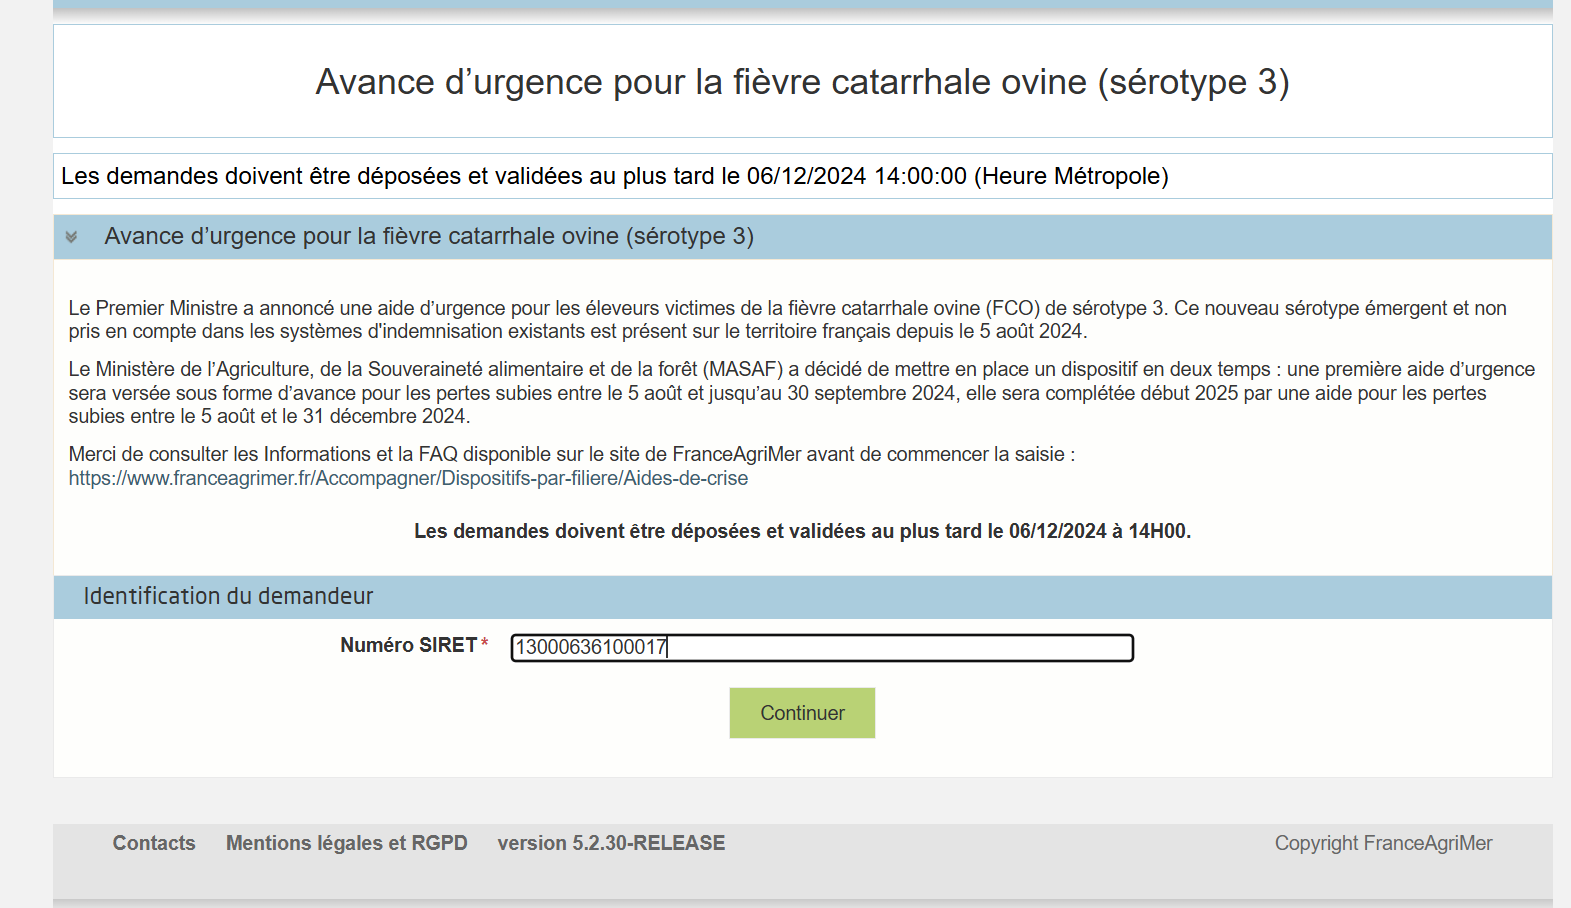 Avance d’urgence pour la fièvre catarrhale ovine (sérotype 3)
Les demandes doivent être déposées et validées au plus tard le 06/12/2024 14:00:00 (Heure Métropole)
Avance d’urgence pour la fièvre catarrhale ovine (sérotype 3)
Le Premier Ministre a annoncé une aide d’urgence pour les éleveurs victimes de la fièvre catarrhale ovine (FCO) de sérotype 3. Ce nouveau sérotype émergent et non
pris en compte dans les systèmes d'indemnisation existants est présent sur le territoire français depuis le 5 août 2024.
Le Ministère de l’Agriculture, de la Souveraineté alimentaire et de la forêt (MASAF) a décidé de mettre en place un dispositif en deux temps : une première aide d’urgence
sera versée sous forme d’avance pour les pertes subies entre le 5 août et jusqu’au 30 septembre 2024, elle sera complétée début 2025 par une aide pour les pertes
subies entre le 5 août et le 31 décembre 2024.
Merci de consulter les Informations et la FAQ disponible sur le site de FranceAgriMer avant de commencer la saisie :
https://www.franceagrimer.fr/Accompagner/Dispositifs-par-filiere/Aides-de-crise
Les demandes doivent être déposées et validées au plus tard le 06/12/2024 à 14H00.
Identification du demandeur
Numéro SIRET* 13000636100017
Continuer
Contacts Mentions légales et RGPD version 5.2.30-RELEASE Copyright FranceAgriMer